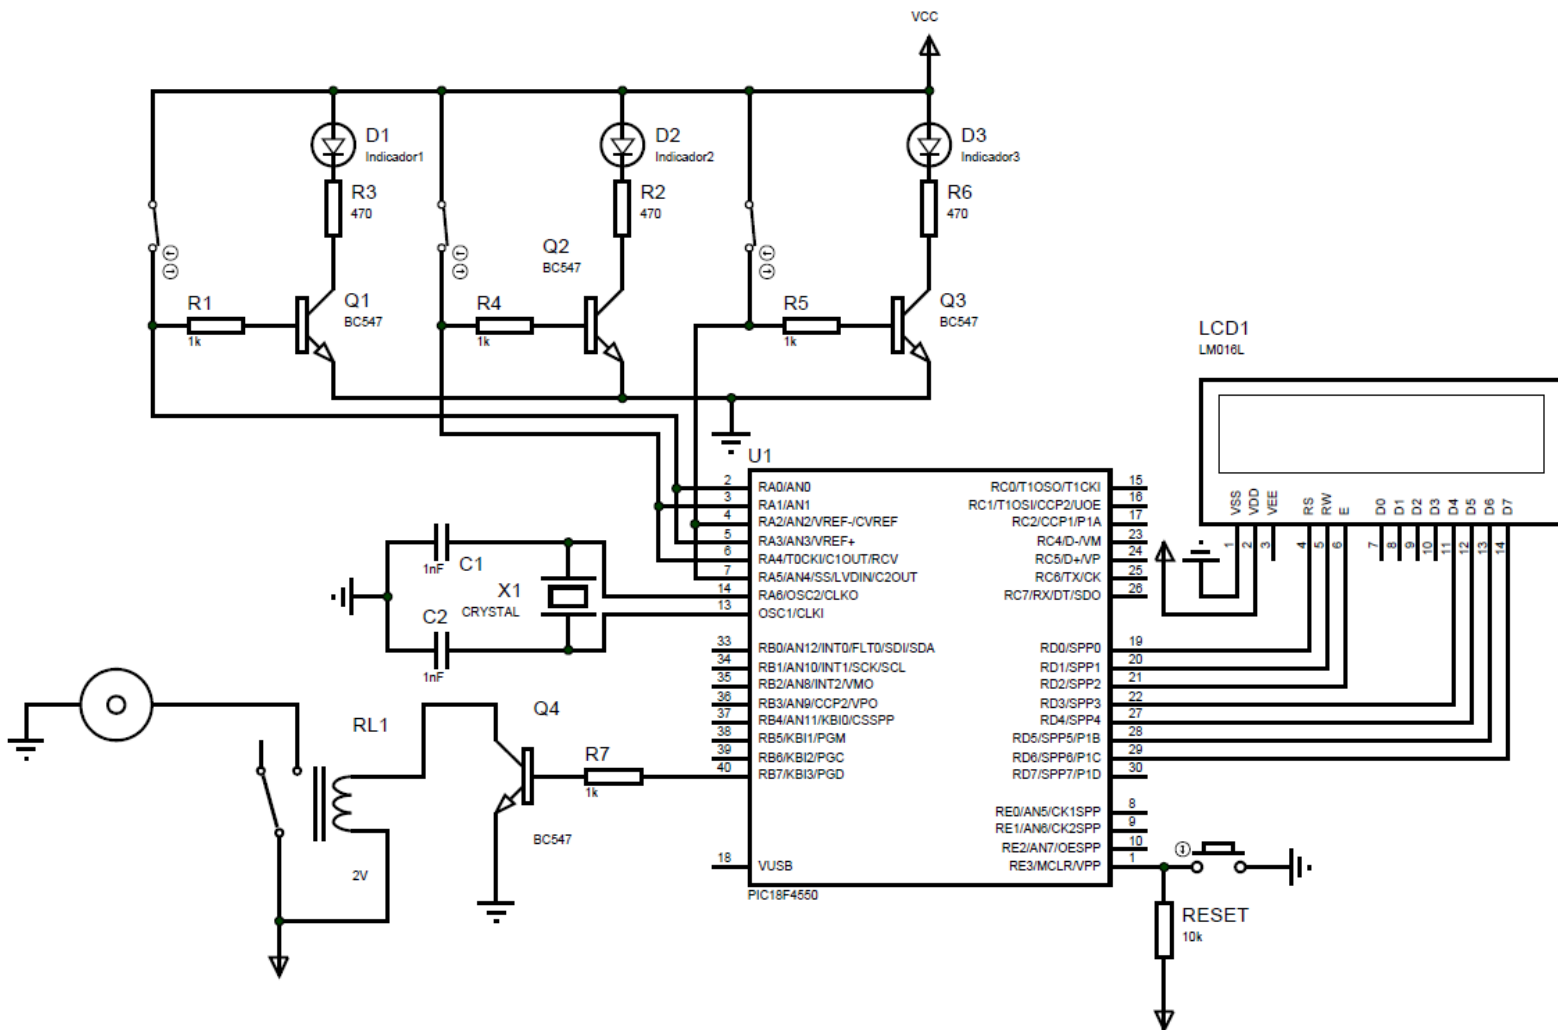 VCC
D1
Indicador1
D2
Indicador2
D3
Indicador3
R3
470
R2
470
R6
470
Q2
BC547
R1
1k
Q1
BC547
R4
1k
R5
1k
Q3
BC547
LCD1
LM016L
VSS
VDD
VEE
RS
RW
E
D0
D1
D2
D3
D4
D5
D6
D7
1
2
3
4
5
6
7
8
9
10
11
12
13
14
U1
2 RA0/AN0
3 RA1/AN1
4 RA2/AN2/VREF-/CVREF
5 RA3/AN3/VREF+
6 RA4/T0CKI/C1OUT/RCV
7 RA5/AN4/SS/LVDIN/C2OUT
14 RA6/OSC2/CLKO
13 OSC1/CLKI
33 RB0/AN12/INT0/FLT0/SDI/SDA
34 RB1/AN10/INT1/SCK/SCL
35 RB2/AN8/INT2/VMO
36 RB3/AN9/CCP2/VPO
37 RB4/AN11/KBI0/CSSPP
38 RB5/KBI1/PGM
39 RB6/KBI2/PGC
40 RB7/KBI3/PGD
18 VUSB
RC0/T1OSO/T1CKI 15
RC1/T1OSI/CCP2/UOE 16
RC2/CCP1/P1A 17
RC4/D-/VM 23
RC5/D+/VP 24
RC6/TX/CK 25
RC7/RX/DT/SDO 26
RD0/SPP0 19
RD1/SPP1 20
RD2/SPP2 21
RD3/SPP3 22
RD4/SPP4 27
RD5/SPP5/P1B 28
RD6/SPP6/P1C 29
RD7/SPP7/P1D 30
RE0/AN5/CK1SPP 8
RE1/AN6/CK2SPP 9
RE2/AN7/OESPP 10
RE3/MCLR/VPP 1
PIC18F4550
C1
1nF
X1
CRYSTAL
C2
1nF
RL1
2V
Q4
BC547
R7
1k
RESET
10k